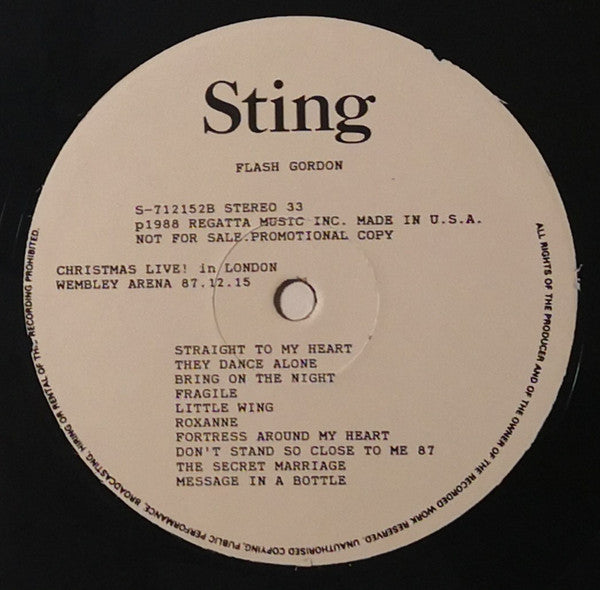 Sting
FLASH GORDON
S-712152B STEREO 33
p1988 REGATTA MUSIC INC. MADE IN U.S.A.
NOT FOR SALE.PROMOTIONAL COPY
CHRISTMAS LIVE! in LONDON
WEMBLEY ARENA 87.12.15
STRAIGHT TO MY HEART
THEY DANCE ALONE
BRING ON THE NIGHT
FRAGILE
LITTLE WING
ROXANNE
FORTRESS AROUND MY HEART
DON'T STAND SO CLOSE TO ME 87
THE SECRET MARRIAGE
MESSAGE IN A BOTTLE
ALL RIGHTS OF THE PRODUCER AND OF THE OWNER OF THE RECORDED WORK RESERVED. UNAUTHORISED COPYING, PUBLIC PERFORMANCE, BROADCASTING, HIRING OR RENTAL OF THIS RECORDING PROHIBITED.